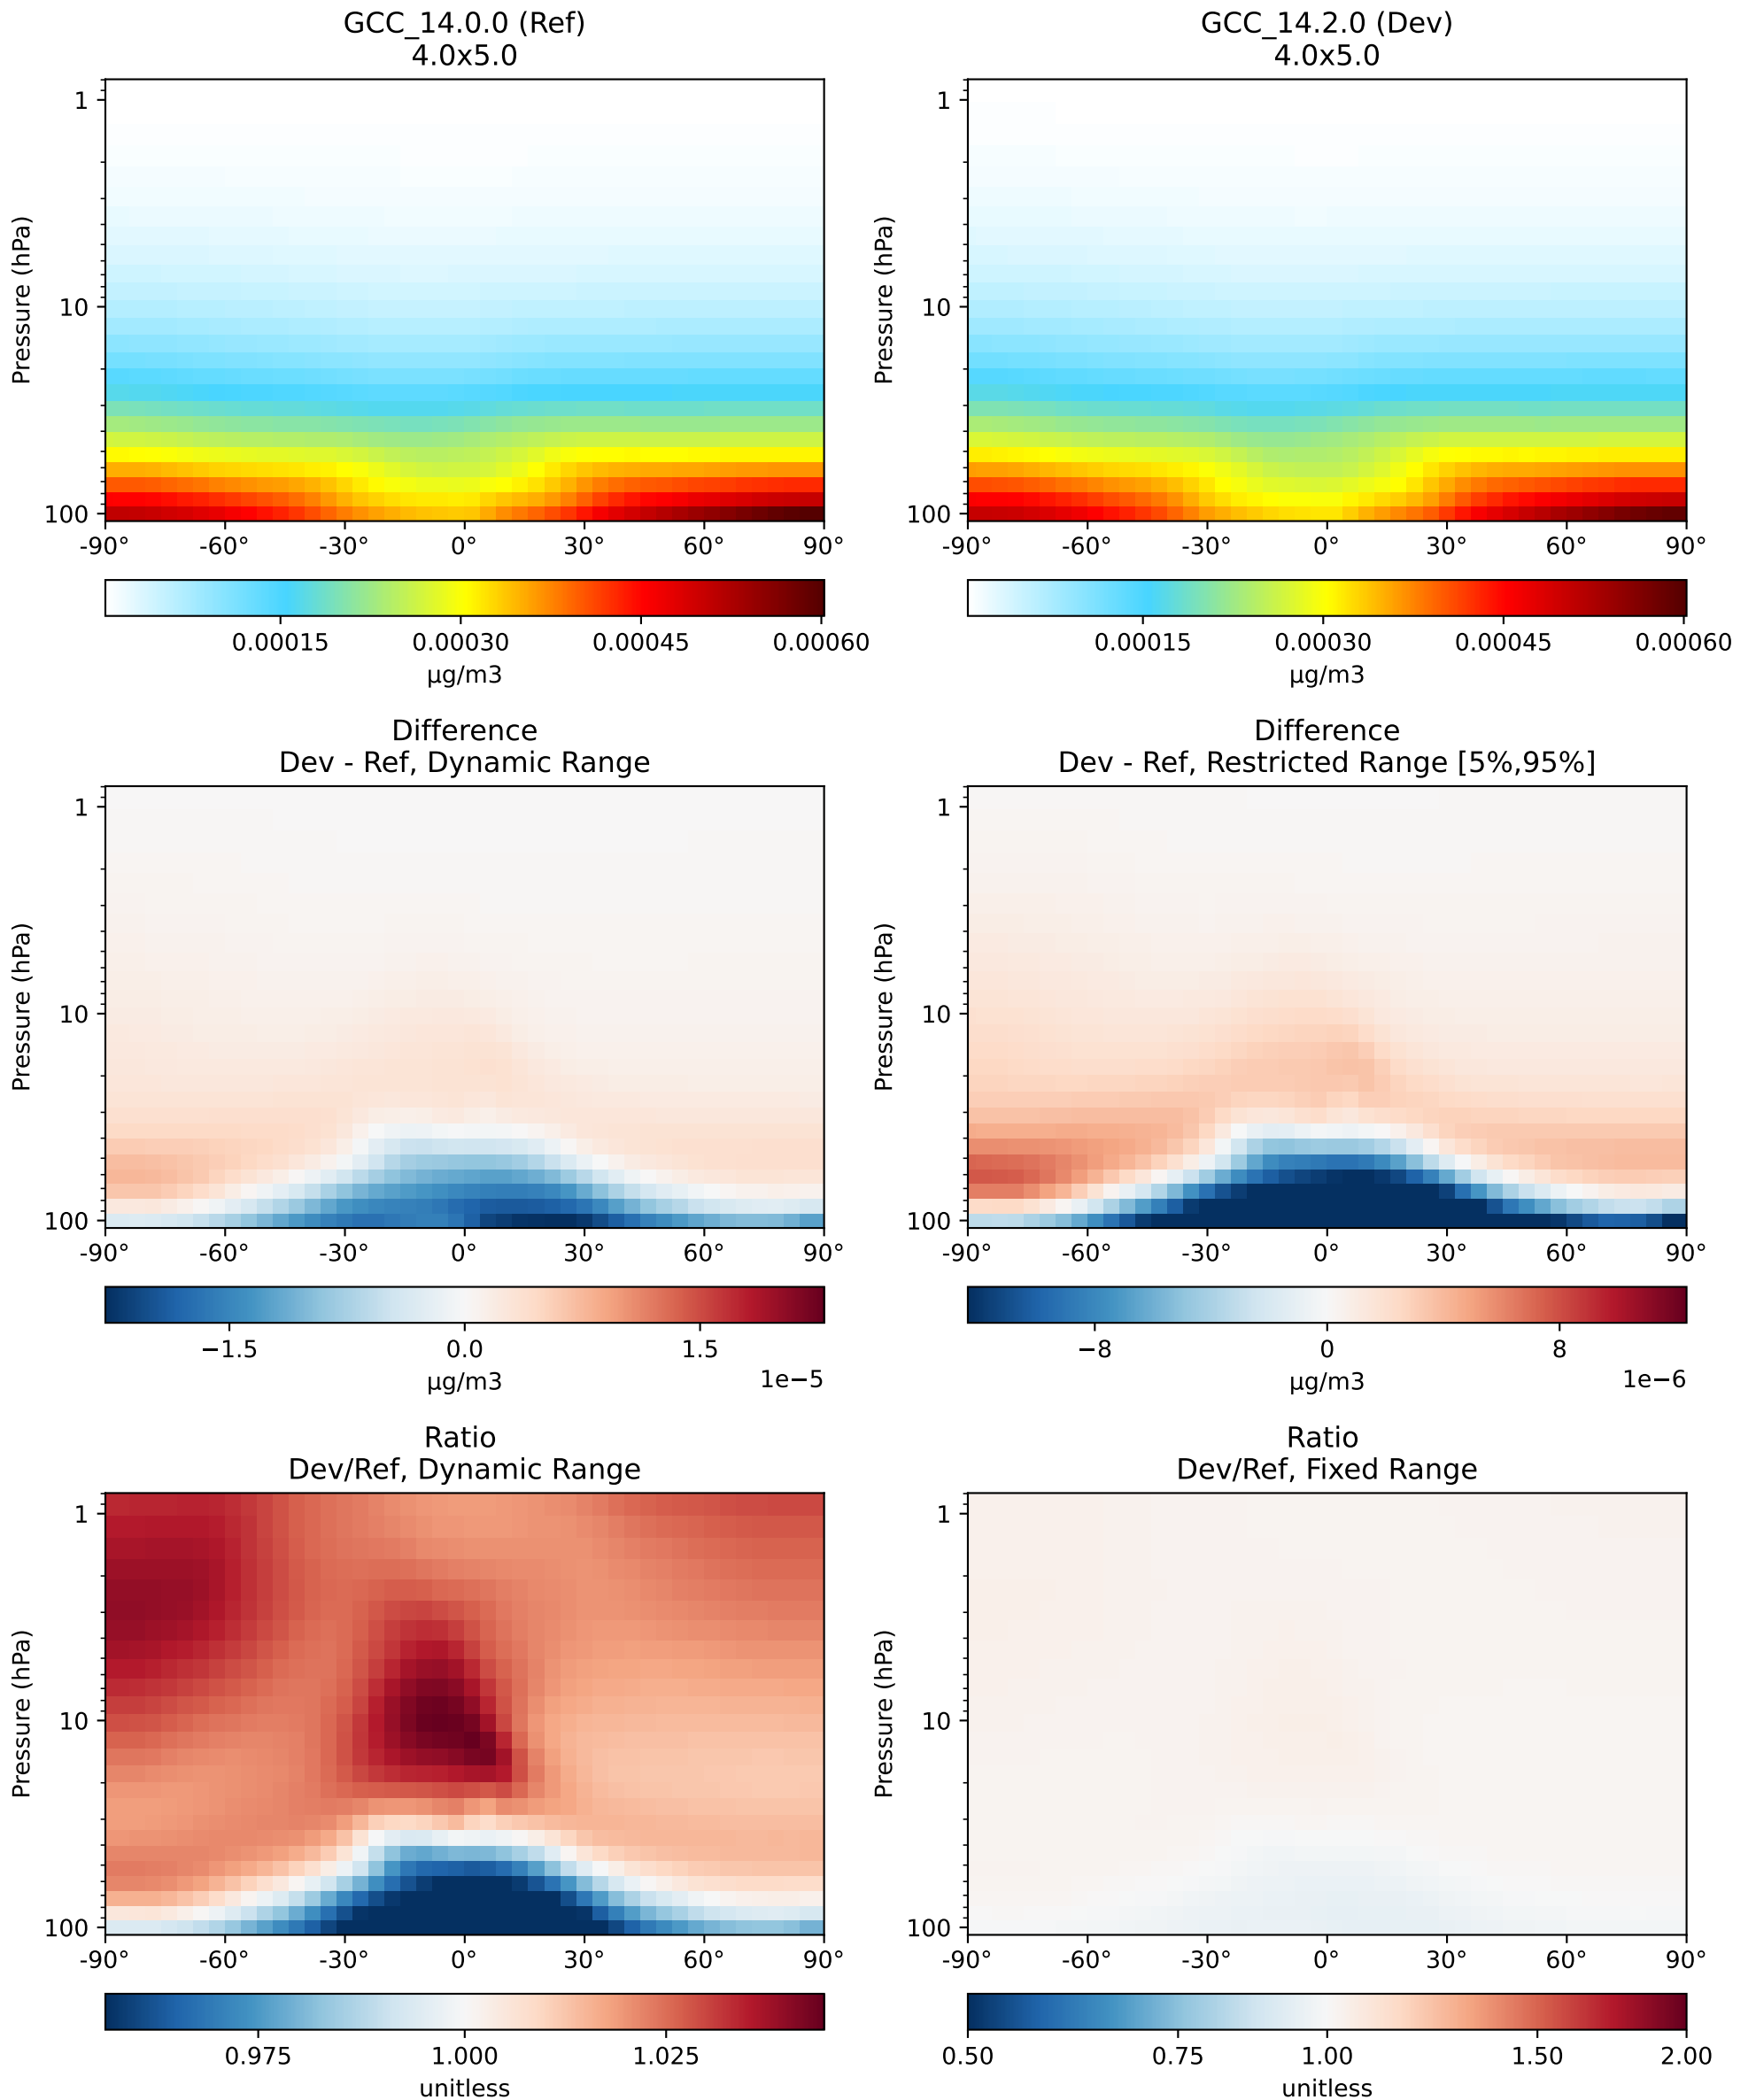 GCC_14.0.0 (Ref)
4.0x5.0
GCC_14.2.0 (Dev)
4.0x5.0
Pressure (hPa)
1
10
100
-90° -60° -30° 0° 30° 60° 90°
0.00015 0.00030 0.00045 0.00060
µg/m3
Pressure (hPa)
1
10
100
-90° -60° -30° 0° 30° 60° 90°
0.00015 0.00030 0.00045 0.00060
µg/m3
Difference
Dev - Ref, Dynamic Range
Pressure (hPa)
1
10
100
-90° -60° -30° 0° 30° 60° 90°
−1.5 0.0 1.5
µg/m3
1e−5
Difference
Dev - Ref, Restricted Range [5%,95%]
Pressure (hPa)
1
10
100
-90° -60° -30° 0° 30° 60° 90°
−8 0 8
µg/m3
1e−6
Ratio
Dev/Ref, Dynamic Range
Pressure (hPa)
1
10
100
-90° -60° -30° 0° 30° 60° 90°
0.975 1.000 1.025
unitless
Ratio
Dev/Ref, Fixed Range
Pressure (hPa)
1
10
100
-90° -60° -30° 0° 30° 60° 90°
0.50 0.75 1.00 1.50 2.00
unitless